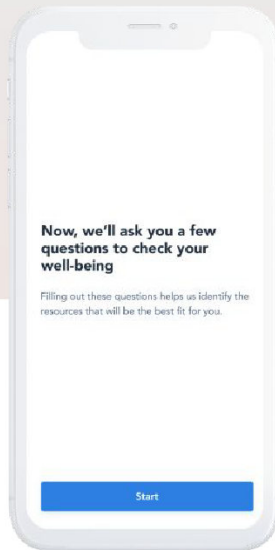 Now, we'll ask you a few
questions to check your
well-being
Filling out these questions helps us identify the
resources that will be the best fit for you.
Start